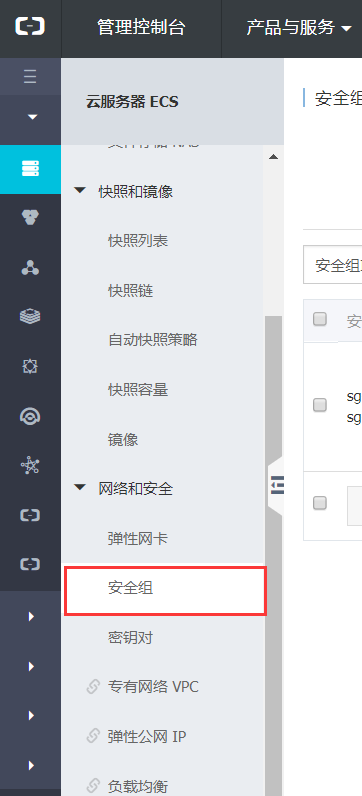 管理控制台
产品与服务
云服务器 ECS
安全组
快照和镜像
快照列表
快照链
自动快照策略
快照容量
镜像
网络和安全
弹性网卡
安全组
密钥对
专有网络 VPC
弹性公网 IP
负载均衡
安全组
安
sg
sg